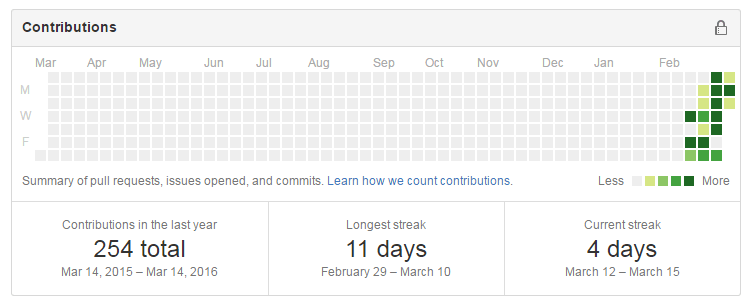 Contributions
Mar Apr May Jun Jul Aug Sep Oct Nov Dec Jan Feb
M
W
F
Summary of pull requests, issues opened, and commits. Learn how we count contributions. Less More
Contributions in the last year
254 total
Mar 14, 2015 – Mar 14, 2016
Longest streak
11 days
February 29 – March 10
Current streak
4 days
March 12 – March 15